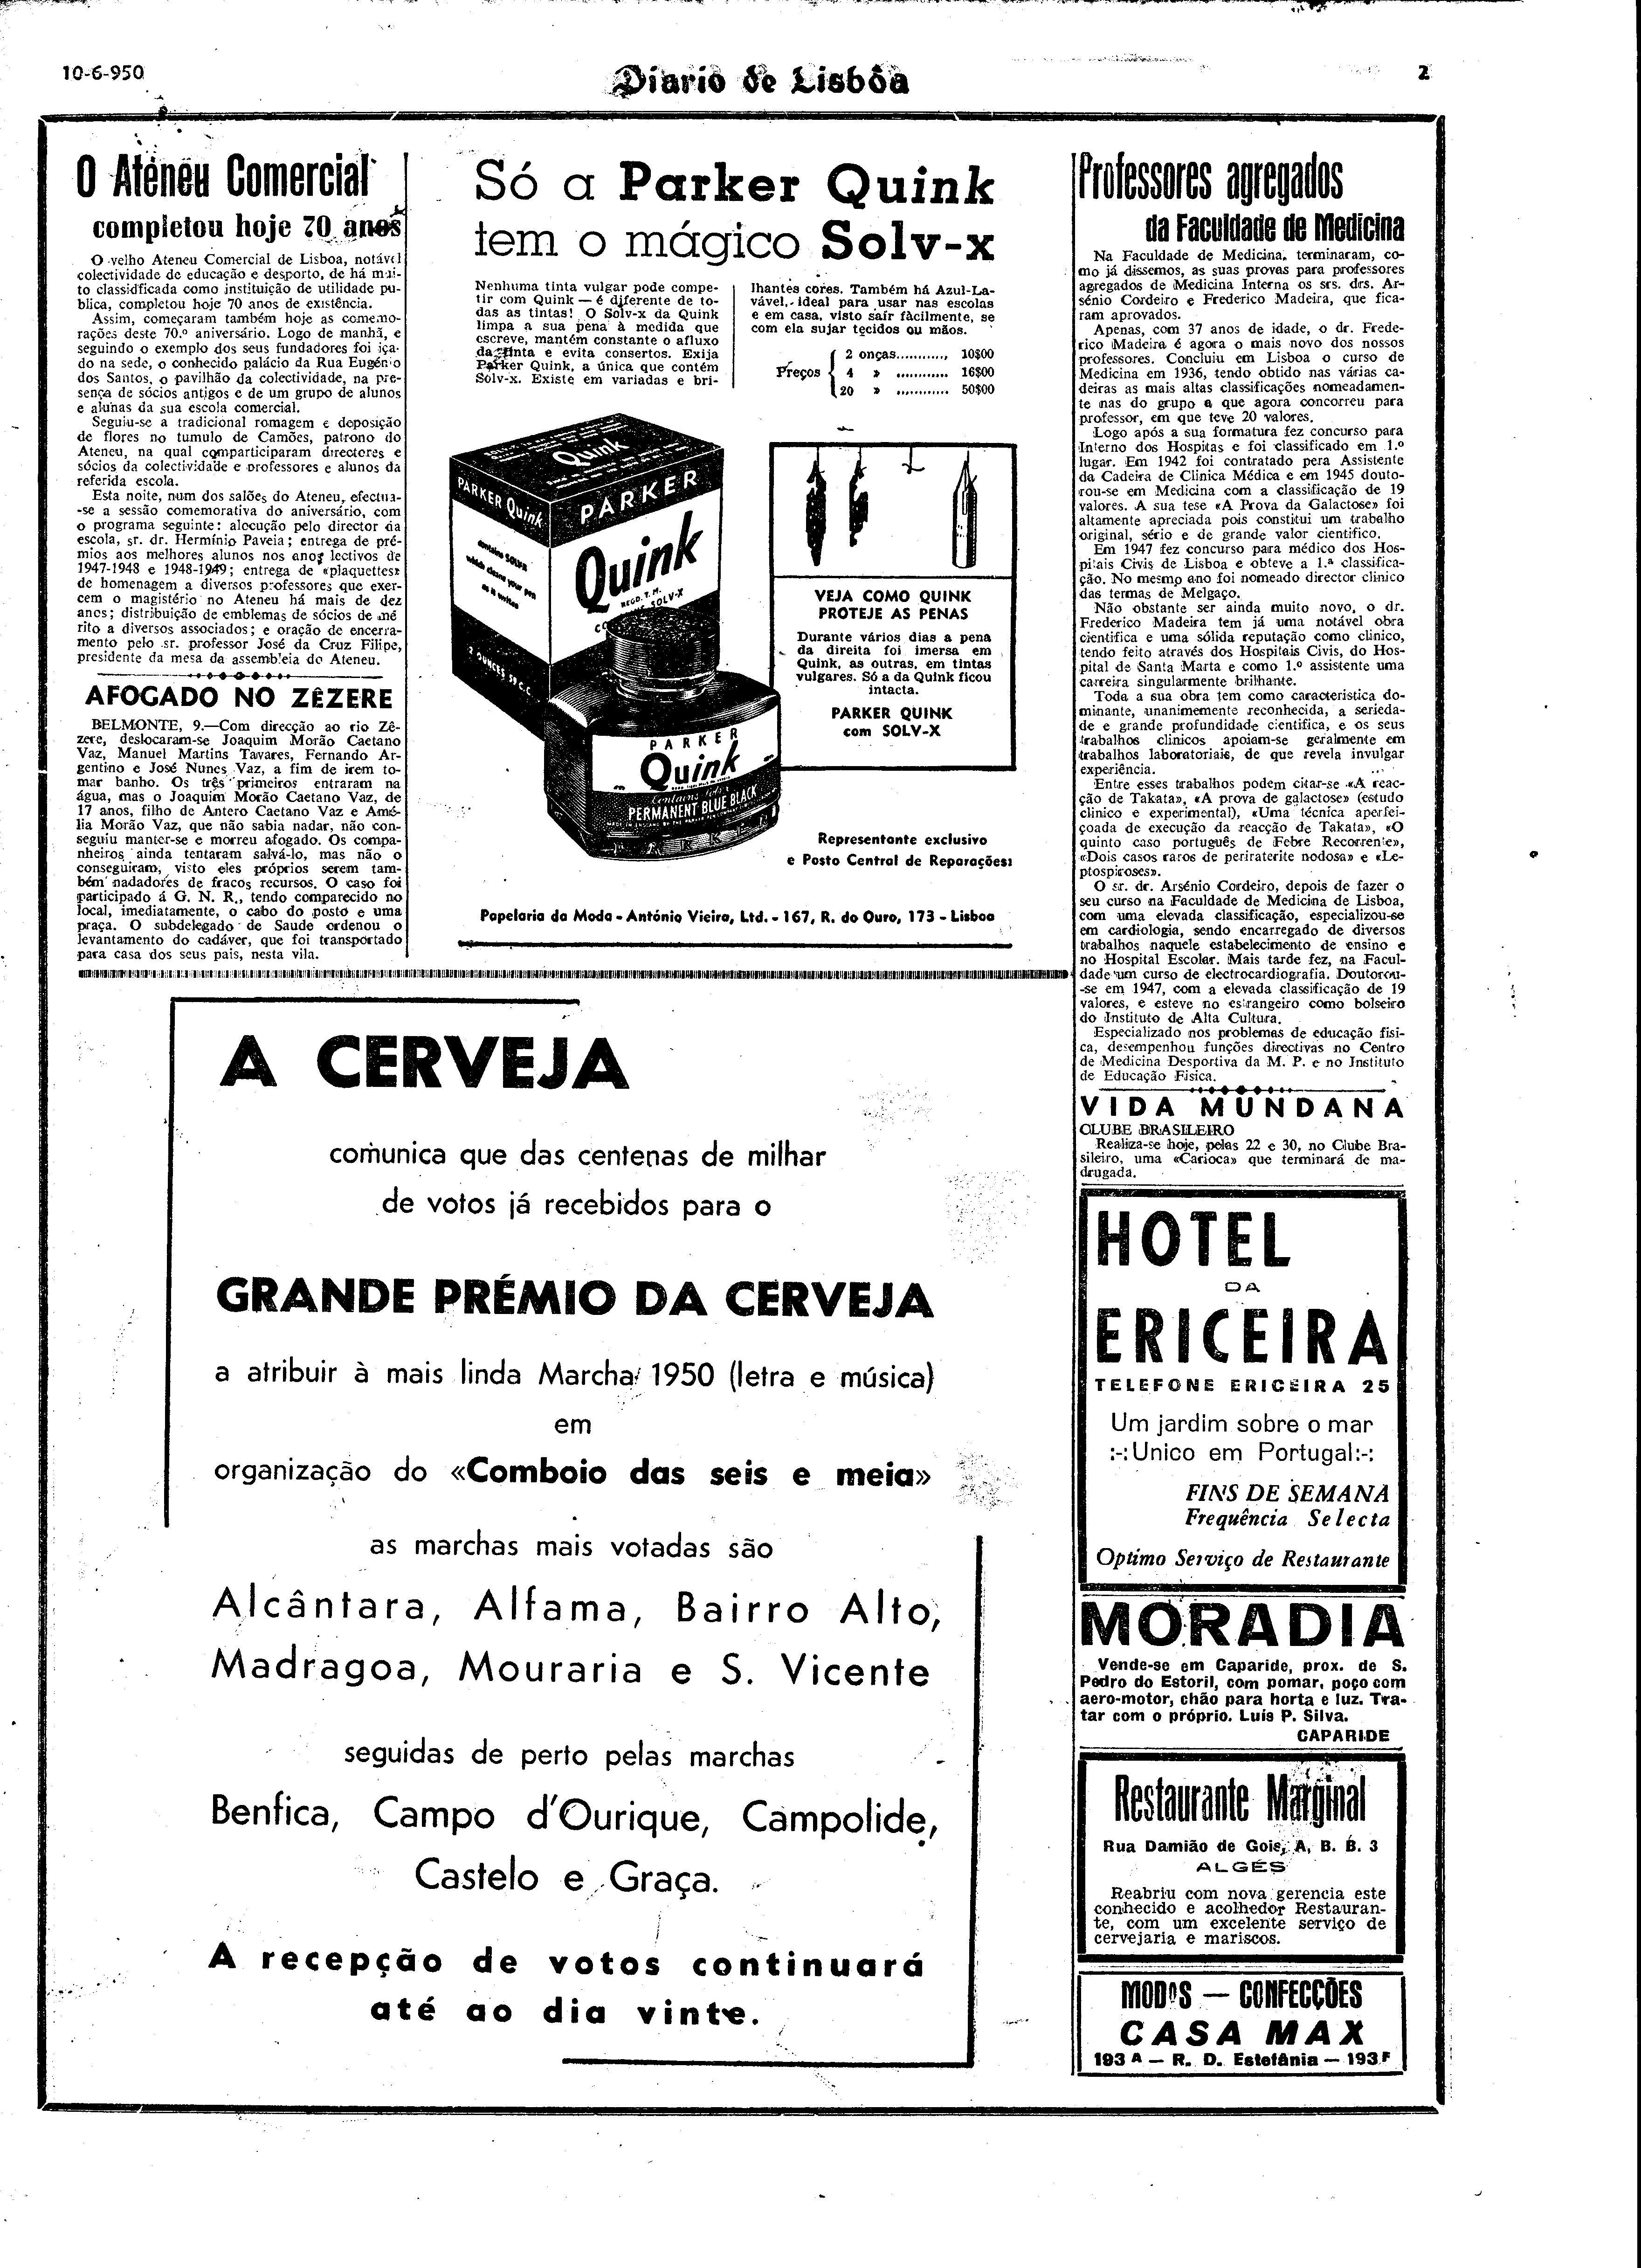 10-6-950
Diario de Lisbôa
2
O Ateneu Comercial
completou hoje 70 anos
O velho Ateneu Comercial de Lisboa, notável
colectividade de educação e desporto, de há mui-
to classidficada como instituição de utilidade pu-
blica, completou hoje 70 anos de existência.
Assim, começaram também hoje as comemo-
rações deste 70.º aniversário. Logo de manhã, e
seguindo o exemplo dos seus fundadores foi iça-
do na sede, o conhecido palácio da Rua Eugénio
dos Santos, o pavilhão da colectividade, na pre-
sença de sócios antigos e de um grupo de alunos
e alunas da sua escola comercial.
Seguiu-se a tradicional romagem e deposição
de flores no tumulo de Camões, patrono do
Ateneu, na qual comparticiparam directores e
sócios da colectividade e professores e alunos da
referida escola.
Esta noite, num dos salões do Ateneu, efectua-
-se a sessão comemorativa do aniversário, com
o programa seguinte: alocução pelo director da
escola, sr. dr. Hermínio Paveia; entrega de pré-
mios aos melhores alunos nos anos lectivos de
1947-1948 e 1948-1949; entrega de «plaquettes»
de homenagem a diversos professores que exer-
cem o magistério no Ateneu há mais de dez
anos; distribuição de emblemas de sócios de mé
rito a diversos associados; e oração de encerra-
mento pelo sr. professor José da Cruz Filipe,
presidente da mesa da assembleia do Ateneu.
AFOGADO NO ZÊZERE
BELMONTE, 9.—Com direcção ao rio Zê-
zere, deslocaram-se Joaquim Morão Caetano
Vaz, Manuel Martins Tavares, Fernando Ar-
gentino e José Nunes Vaz, a fim de irem to-
mar banho. Os três primeiros entraram na
água, mas o Joaquim Morão Caetano Vaz, de
17 anos, filho de Antero Caetano Vaz e Amé-
lia Morão Vaz, que não sabia nadar, não con-
seguiu manter-se e morreu afogado. Os compa-
nheiros ainda tentaram salvá-lo, mas não o
conseguiram, visto eles próprios serem tam-
bém nadadores de fracos recursos. O caso foi
participado á G. N. R., tendo comparecido no
local, imediatamente, o cabo do posto e uma
praça. O subdelegado de Saude ordenou o
levantamento do cadáver, que foi transportado
para casa dos seus pais, nesta vila.
Só a Parker Quink
tem o mágico Solv-x
Nenhuma tinta vulgar pode compe-
tir com Quink — é diferente de to-
das as tintas! O Solv-x da Quink
limpa a sua pena à medida que
escreve, mantém constante o afluxo
da tinta e evita consertos. Exija
Parker Quink, a única que contém
Solv-x. Existe em variadas e bri-
lhantes cores. Também há Azul-La-
vável, ideal para usar nas escolas
e em casa, visto sair fàcilmente, se
com ela sujar tecidos ou mãos.
Preços
2 onças............ 10$00
4 » ............ 16$00
20 » ............ 50$00
Quink
PARKER Quink
PARKER
contains SOLV-X
which cleans your pen
as it writes
Quink
REGD. T. M.
SOLV-X
2 OUNCES 59 C.C.
PARKER
Quink
Contains Solv-x
PERMANENT BLUE BLACK
VEJA COMO QUINK
PROTEJE AS PENAS
Durante vários dias a pena
da direita foi imersa em
Quink, as outras, em tintas
vulgares. Só a da Quink ficou
intacta.
PARKER QUINK
com SOLV-X
Representante exclusivo
e Posto Central de Reparações:
Papelaria da Moda - António Vieira, Ltd. - 167, R. do Ouro, 173 - Lisboa
A CERVEJA
comunica que das centenas de milhar
de votos já recebidos para o
GRANDE PRÉMIO DA CERVEJA
a atribuir à mais linda Marcha 1950 (letra e música)
em
organização do «Comboio das seis e meia»
as marchas mais votadas são
Alcântara, Alfama, Bairro Alto,
Madragoa, Mouraria e S. Vicente
seguidas de perto pelas marchas
Benfica, Campo d'Ourique, Campolide,
Castelo e Graça.
A recepção de votos continuará
até ao dia vinte.
Professores agregados
da Faculdade de Medicina
Na Faculdade de Medicina, terminaram, co-
mo já dissemos, as suas provas para professores
agregados de Medicina Interna os srs. drs. Ar-
sénio Cordeiro e Frederico Madeira, que fica-
ram aprovados.
Apenas, com 37 anos de idade, o dr. Frede-
rico Madeira é agora o mais novo dos nossos
professores. Concluiu em Lisboa o curso de
Medicina em 1936, tendo obtido nas várias ca-
deiras as mais altas classificações nomeadamen-
te nas do grupo a que agora concorreu para
professor, em que teve 20 valores.
Logo após a sua formatura fez concurso para
Interno dos Hospitas e foi classificado em 1.º
lugar. Em 1942 foi contratado pera Assistente
da Cadeira de Clinica Médica e em 1945 douto-
rou-se em Medicina com a classificação de 19
valores. A sua tese «A Prova da Galactose» foi
altamente apreciada pois constitui um trabalho
original, sério e de grande valor cientifico.
Em 1947 fez concurso para médico dos Hos-
pitais Civis de Lisboa e obteve a 1.ª classifica-
ção. No mesmo ano foi nomeado director clinico
das termas de Melgaço.
Não obstante ser ainda muito novo, o dr.
Frederico Madeira tem já uma notável obra
cientifica e uma sólida reputação como clinico,
tendo feito através dos Hospitais Civis, do Hos-
pital de Santa Marta e como 1.º assistente uma
carreira singularmente brilhante.
Toda a sua obra tem como caracteristica do-
minante, unanimemente reconhecida, a serieda-
de e grande profundidade cientifica, e os seus
trabalhos clinicos apoiam-se geralmente em
trabalhos laboratoriais, de que revela invulgar
experiência.
Entre esses trabalhos podem citar-se «A reac-
ção de Takata», «A prova de galactose» (estudo
clinico e experimental), «Uma técnica aperfei-
çoada de execução da reacção de Takata», «O
quinto caso português de Febre Recorrente»,
«Dois casos raros de periraterite nodosa» e «Le-
ptospiroses».
O sr. dr. Arsénio Cordeiro, depois de fazer o
seu curso na Faculdade de Medicina de Lisboa,
com uma elevada classificação, especializou-se
em cardiologia, sendo encarregado de diversos
trabalhos naquele estabelecimento de ensino e
no Hospital Escolar. Mais tarde fez, na Facul-
dade um curso de electrocardiografia. Doutorou-
-se em 1947, com a elevada classificação de 19
valores, e esteve no estrangeiro como bolseiro
do Instituto de Alta Cultura.
Especializado nos problemas de educação fisi-
ca, desempenhou funções directivas no Centro
de Medicina Desportiva da M. P. e no Instituto
de Educação Fisica.
VIDA MUNDANA
CLUBE BRASILEIRO
Realiza-se hoje, pelas 22 e 30, no Clube Bra-
sileiro, uma «Carioca» que terminará de ma-
drugada.
HOTEL
DA
ERICEIRA
TELEFONE ERICEIRA 25
Um jardim sobre o mar
:-: Unico em Portugal :-:
FINS DE SEMANA
Frequência Selecta
Optimo Serviço de Restaurante
MORADIA
Vende-se em Caparide, prox. de S.
Pedro do Estoril, com pomar, poço com
aero-motor, chão para horta e luz. Tra-
tar com o próprio. Luís P. Silva.
CAPARIDE
Restaurante Marginal
Rua Damião de Gois, A, B. B. 3
ALGÉS
Reabriu com nova gerencia este
conhecido e acolhedor Restauran-
te, com um excelente serviço de
cervejaria e mariscos.
MODAS — CONFECÇÕES
CASA MAX
193 A — R. D. Estefânia — 193 F